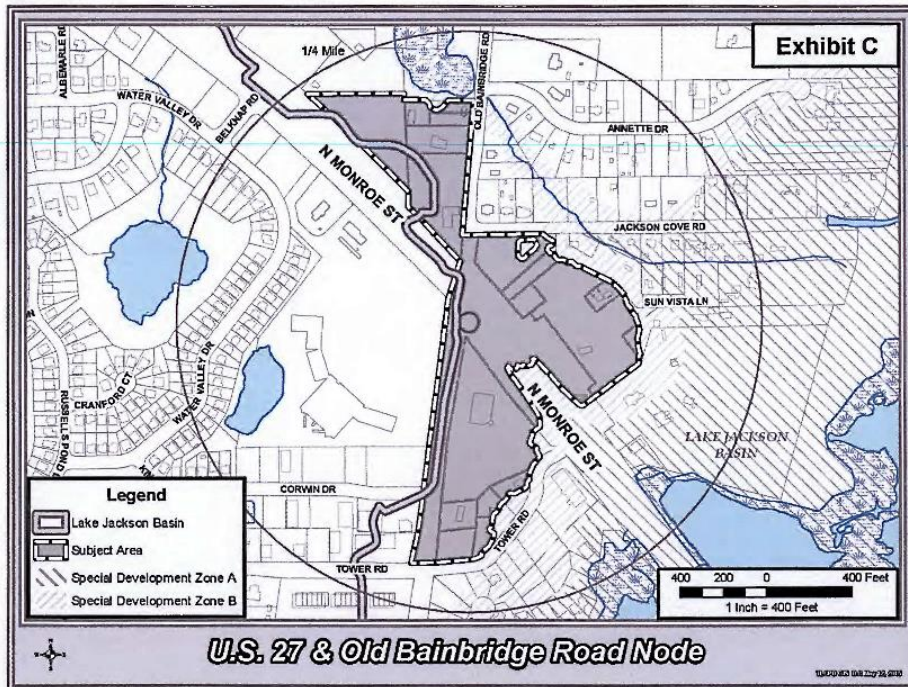 Exhibit C
1/4 Mile
ALBEMARLE RD
WATER VALLEY DR
BELKNAP RD
OLD BAINBRIDGE RD
ANNETTE DR
N MONROE ST
JACKSON COVE RD
SUN VISTA LN
WATER VALLEY DR
CRANFORD CT
RUSSELLS POND
N MONROE ST
LAKE JACKSON
BASIN
CORWIN DR
TOWER RD
TOWER RD
Legend
Lake Jackson Basin
Subject Area
Special Development Zone A
Special Development Zone B
400 200 0 400 Feet
1 Inch = 400 Feet
U.S. 27 & Old Bainbridge Road Node